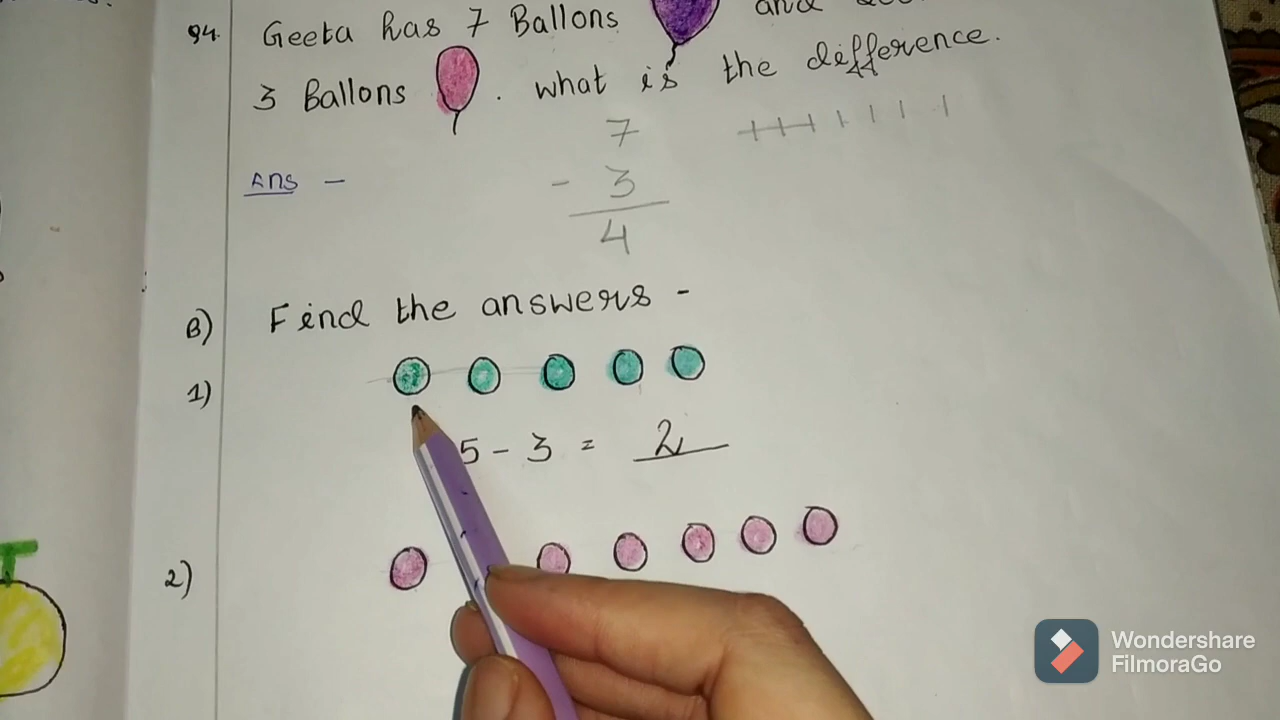 94. Geeta has 7 Ballons and
3 Ballons . what is the difference.
7
Ans - - 3
4
B) Find the answers -
1)
5 - 3 = 2
2)
Wondershare
FilmoraGo